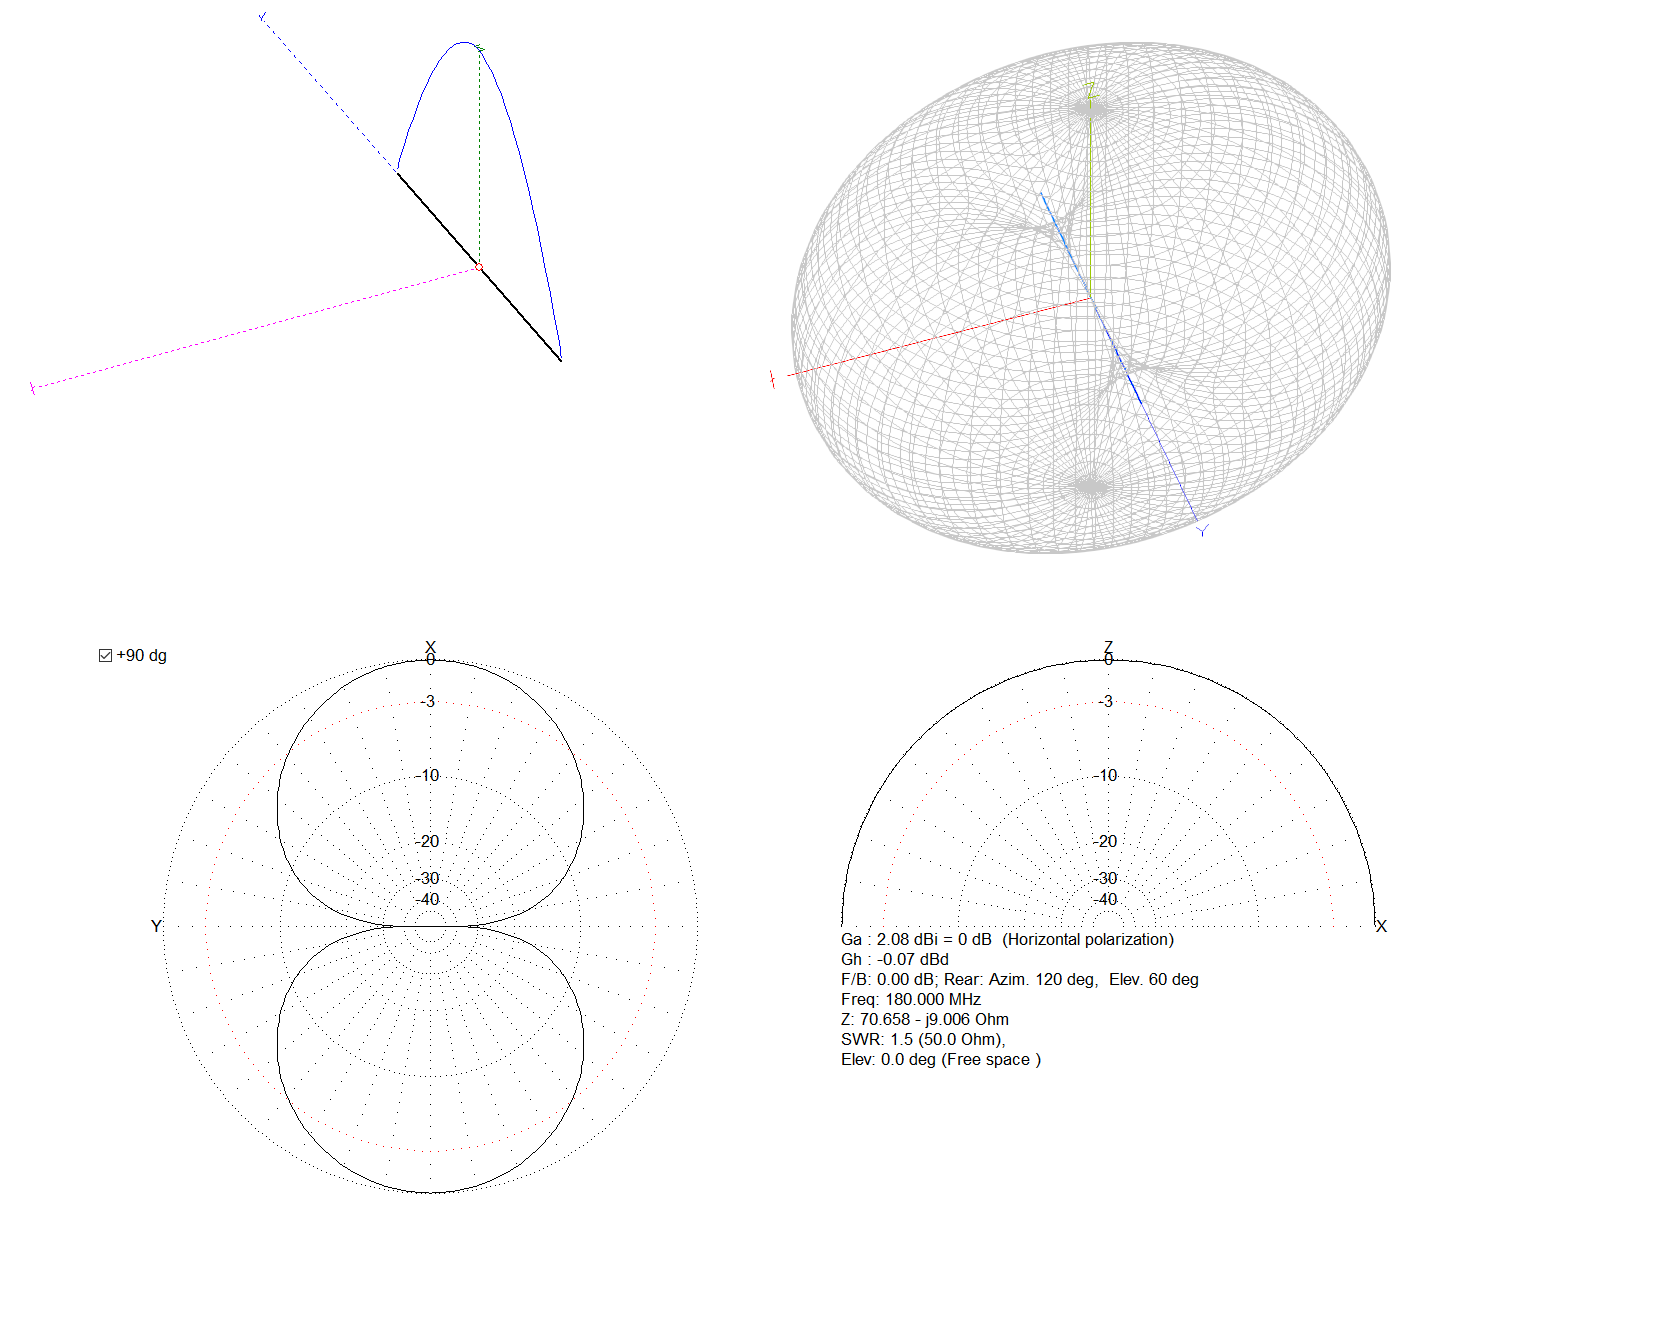 Y
Z
X
Z
X
Y
+90 dg
X
0
-3
-10
-20
-30
-40
Y
Z
0
-3
-10
-20
-30
-40
X
Ga : 2.08 dBi = 0 dB (Horizontal polarization)
Gh : -0.07 dBd
F/B: 0.00 dB; Rear: Azim. 120 deg, Elev. 60 deg
Freq: 180.000 MHz
Z: 70.658 - j9.006 Ohm
SWR: 1.5 (50.0 Ohm),
Elev: 0.0 deg (Free space )